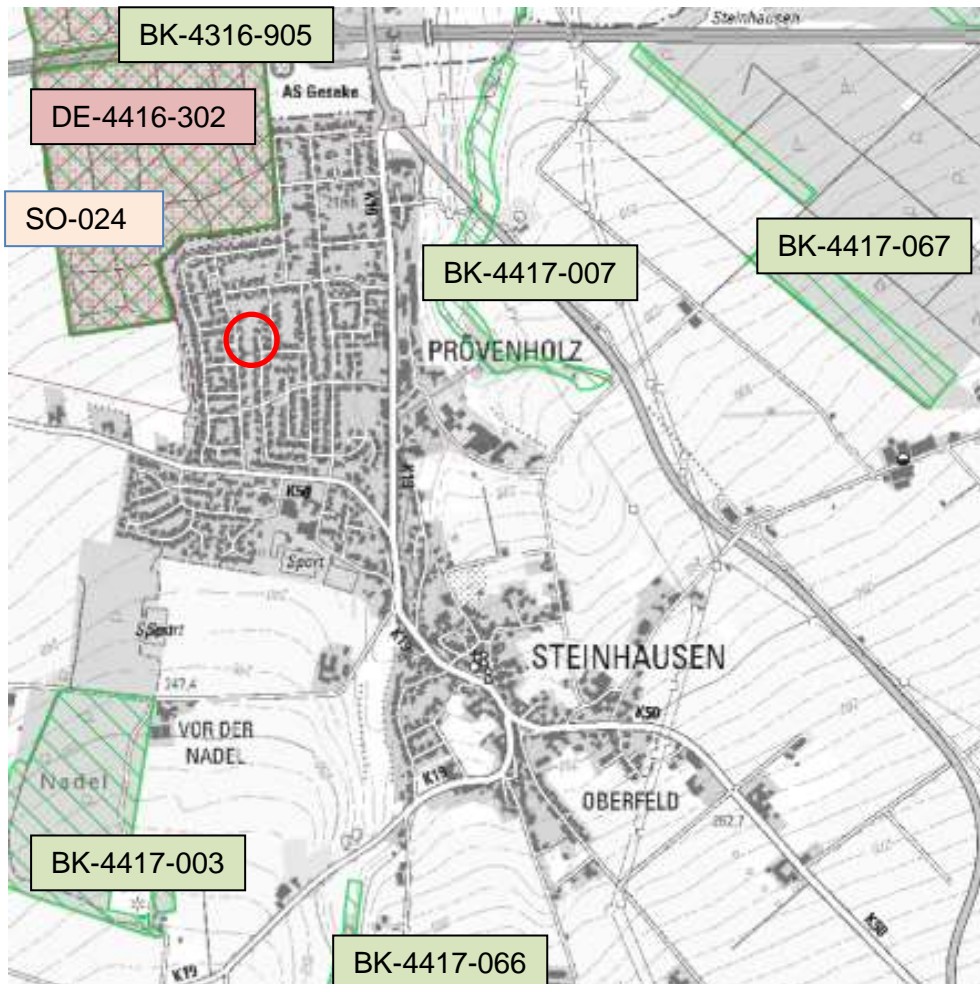 Steinhausen
BK-4316-905
AS Geseke
DE-4416-302
SO-024
BK-4417-007
BK-4417-067
PRÖVENHOLZ
K19
K50
Sport
Sport
247,4
STEINHAUSEN
K19
VOR DER
NADEL
K50
Nadel
K19
OBERFELD
262,7
BK-4417-003
K50
BK-4417-066
K19